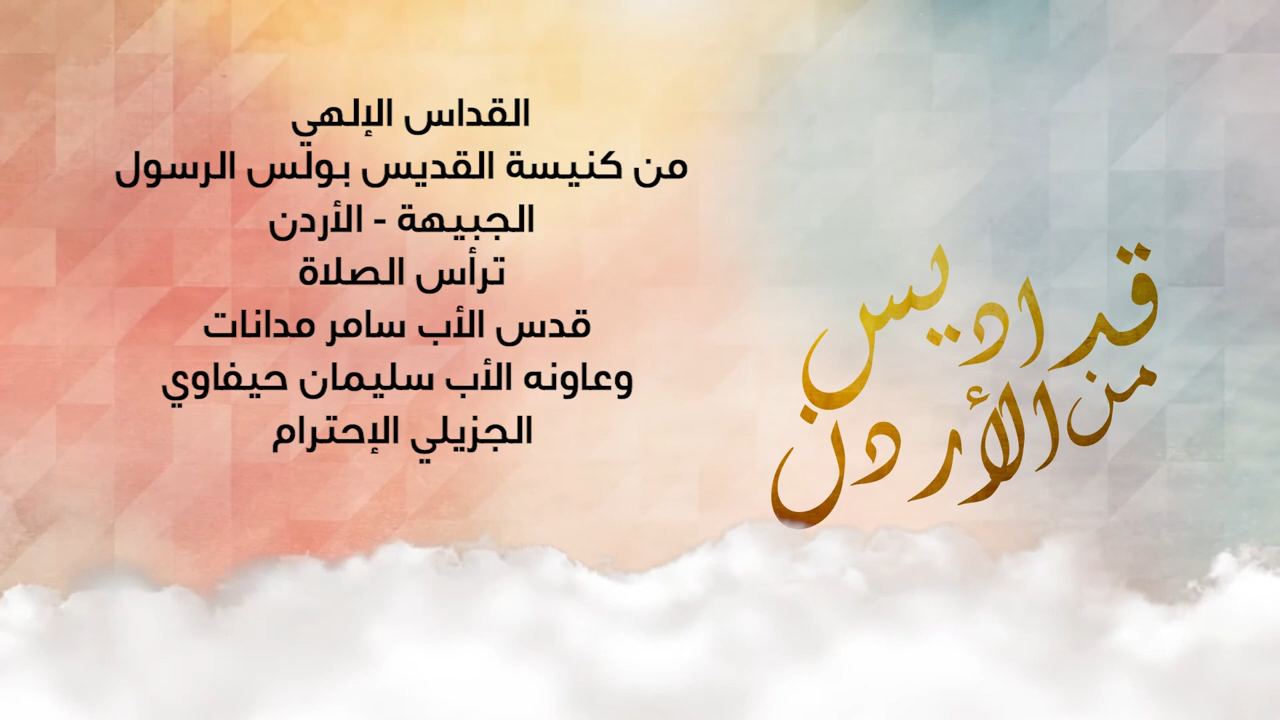 القداس الإلهي
من كنيسة القديس بولس الرسول
الجبيهة - الأردن
ترأس الصلاة
قدس الأب سامر مدانات
وعاونه الأب سليمان حيفاوي
الجزيلي الإحترام
قداديس
من الأردن